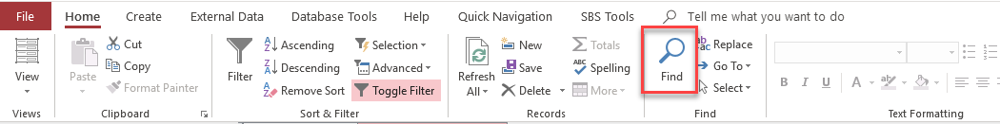 File Home Create External Data Database Tools Help Quick Navigation SBS Tools Tell me what you want to do
View
Views
Paste
Cut
Copy
Format Painter
Clipboard
Filter
Ascending
Descending
Remove Sort
Selection
Advanced
Toggle Filter
Sort & Filter
Refresh
All
New
Save
Delete
Totals
Spelling
More
Records
Find
Replace
Go To
Select
Find
Text Formatting